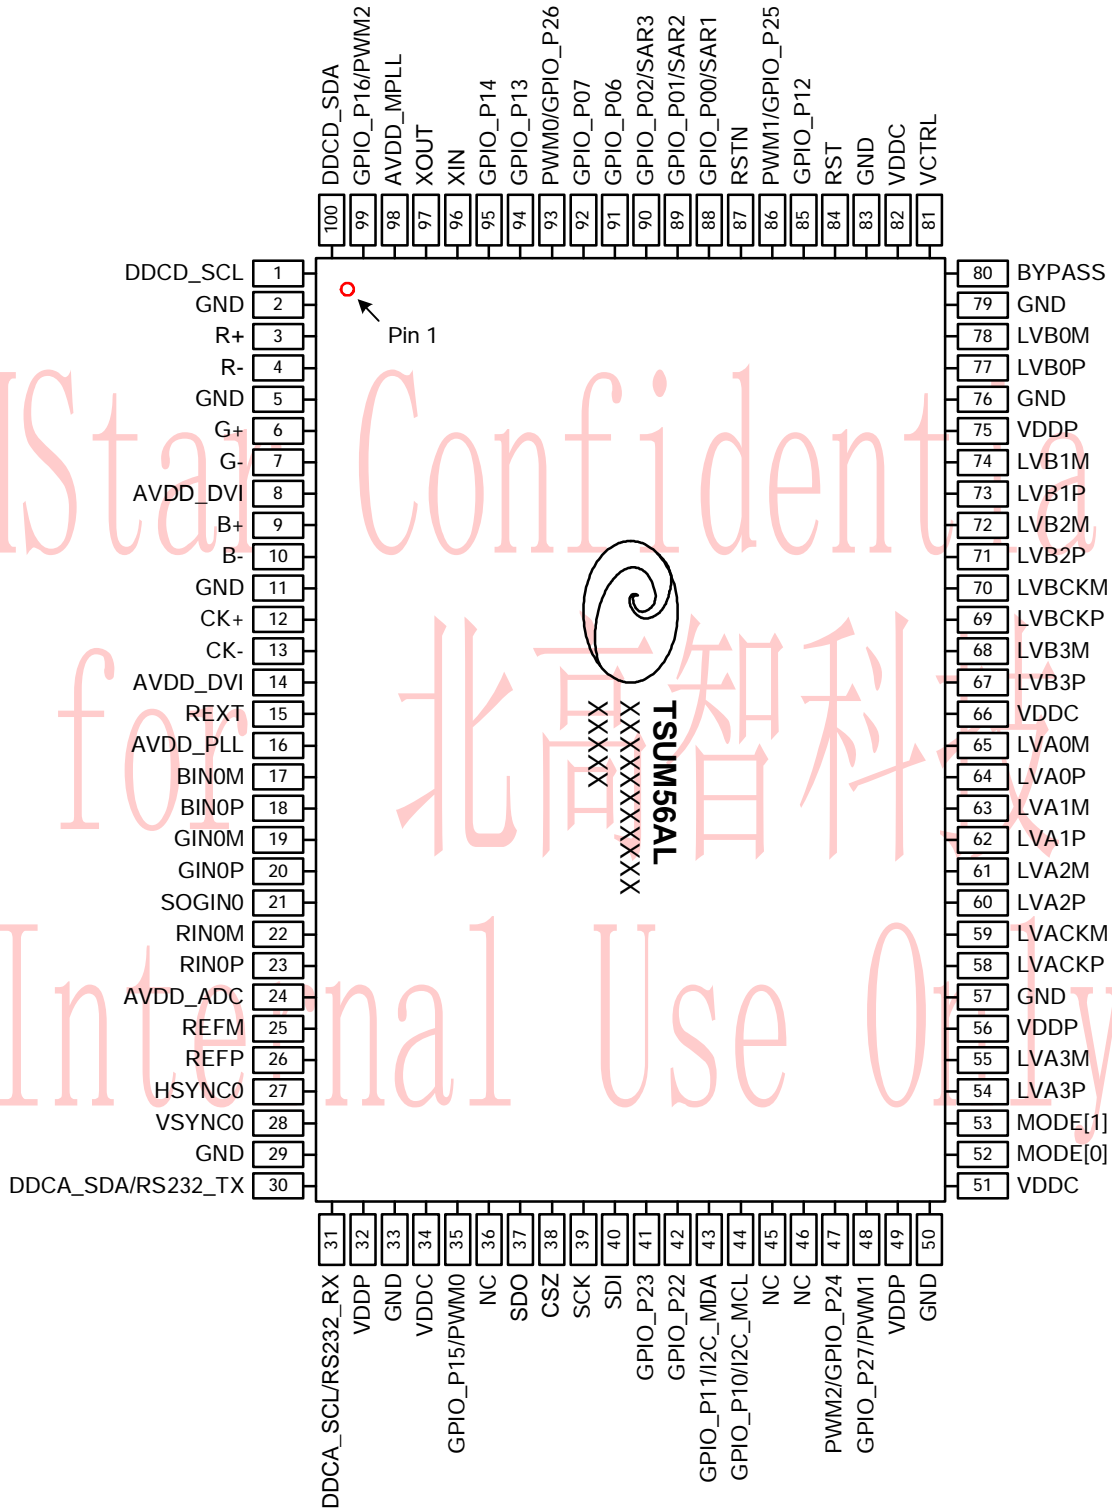 DDCD_SDA
GPIO_P16/PWM2
AVDD_MPLL
XOUT
XIN
GPIO_P14
GPIO_P13
PWM0/GPIO_P26
GPIO_P07
GPIO_P06
GPIO_P02/SAR3
GPIO_P01/SAR2
GPIO_P00/SAR1
RSTN
PWM1/GPIO_P25
GPIO_P12
RST
GND
VDDC
VCTRL
100 99 98 97 96 95 94 93 92 91 90 89 88 87 86 85 84 83 82 81
DDCD_SCL 1
GND 2
R+ 3
R- 4
GND 5
G+ 6
G- 7
AVDD_DVI 8
B+ 9
B- 10
GND 11
CK+ 12
CK- 13
AVDD_DVI 14
REXT 15
AVDD_PLL 16
BIN0M 17
BIN0P 18
GIN0M 19
GIN0P 20
SOGIN0 21
RIN0M 22
RIN0P 23
AVDD_ADC 24
REFM 25
REFP 26
HSYNC0 27
VSYNC0 28
GND 29
DDCA_SDA/RS232_TX 30
Pin 1
TSUM56AL
XXXXXXXXXXXXX
XXXXXX
80 BYPASS
79 GND
78 LVB0M
77 LVB0P
76 GND
75 VDDP
74 LVB1M
73 LVB1P
72 LVB2M
71 LVB2P
70 LVBCKM
69 LVBCKP
68 LVB3M
67 LVB3P
66 VDDC
65 LVA0M
64 LVA0P
63 LVA1M
62 LVA1P
61 LVA2M
60 LVA2P
59 LVACKM
58 LVACKP
57 GND
56 VDDP
55 LVA3M
54 LVA3P
53 MODE[1]
52 MODE[0]
51 VDDC
31 32 33 34 35 36 37 38 39 40 41 42 43 44 45 46 47 48 49 50
DDCA_SCL/RS232_RX
VDDP
GND
VDDC
GPIO_P15/PWM0
NC
SDO
CSZ
SCK
SDI
GPIO_P23
GPIO_P22
GPIO_P11/I2C_MDA
GPIO_P10/I2C_MCL
NC
NC
PWM2/GPIO_P24
GPIO_P27/PWM1
VDDP
GND
for 北高智科技
Internal Use Only